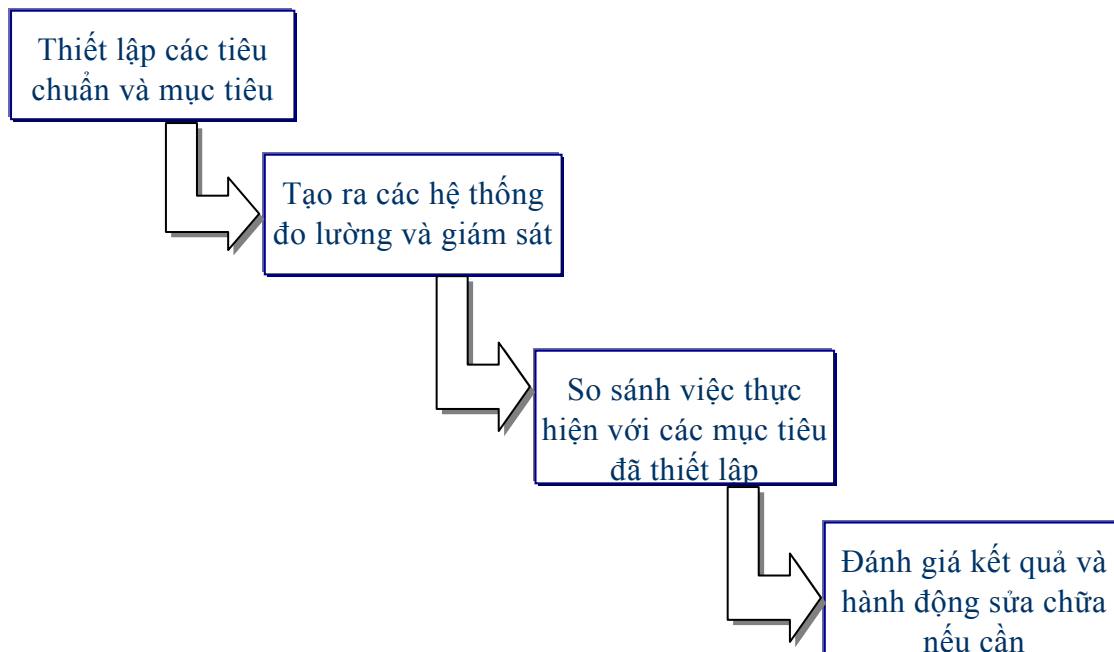 Thiết lập các tiêu
chuẩn và mục tiêu
Tạo ra các hệ thống
đo lường và giám sát
So sánh việc thực
hiện với các mục tiêu
đã thiết lập
Đánh giá kết quả và
hành động sửa chữa
nếu cần